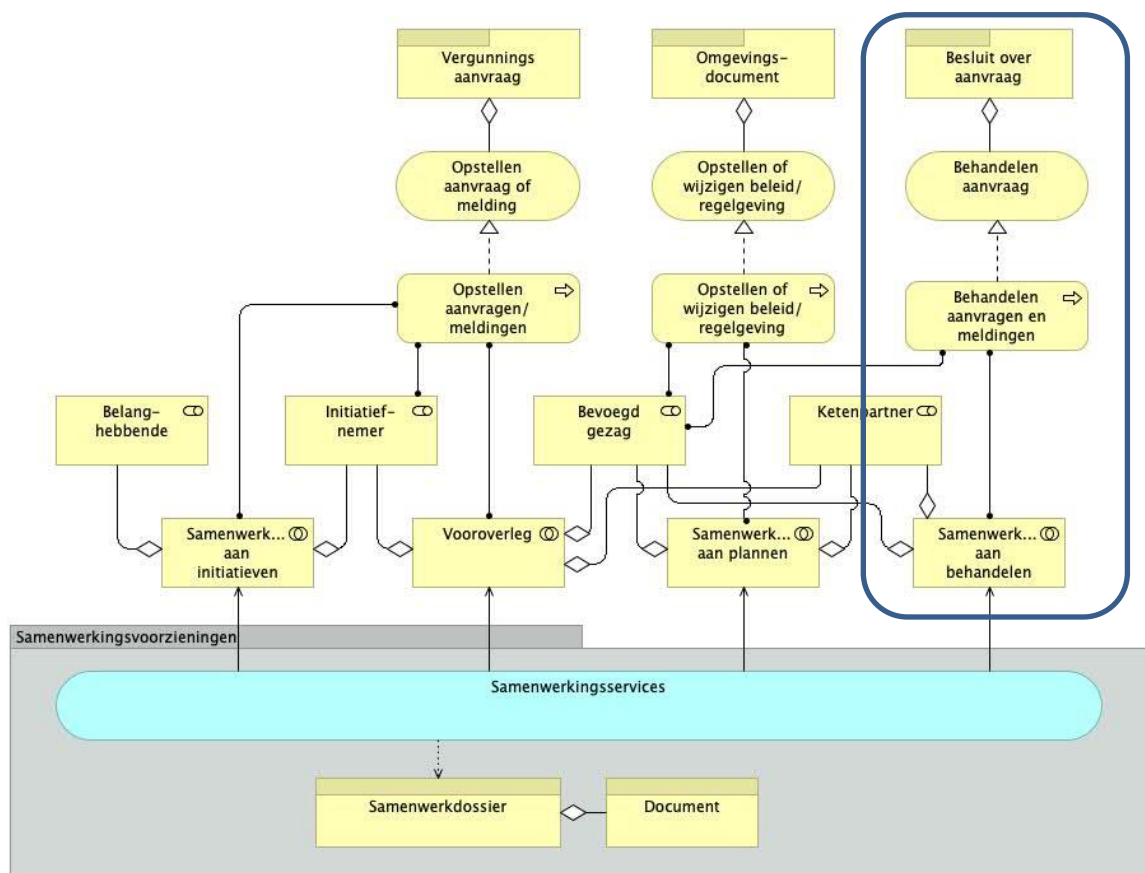 Vergunnings
aanvraag
Omgevings-
document
Besluit over
aanvraag
Opstellen
aanvraag of
melding
Opstellen of
wijzigen beleid/
regelgeving
Behandelen
aanvraag
Opstellen
aanvragen/
meldingen
Opstellen of
wijzigen beleid/
regelgeving
Behandelen
aanvragen en
meldingen
Belang-
hebbende
Initiatief-
nemer
Bevoegd
gezag
Ketenpartner
Samenwerk...
aan
initiatieven
Vooroverleg
Samenwerk...
aan plannen
Samenwerk...
aan
behandelen
Samenwerkingsvoorzieningen
Samenwerkingsservices
Samenwerkdossier
Document